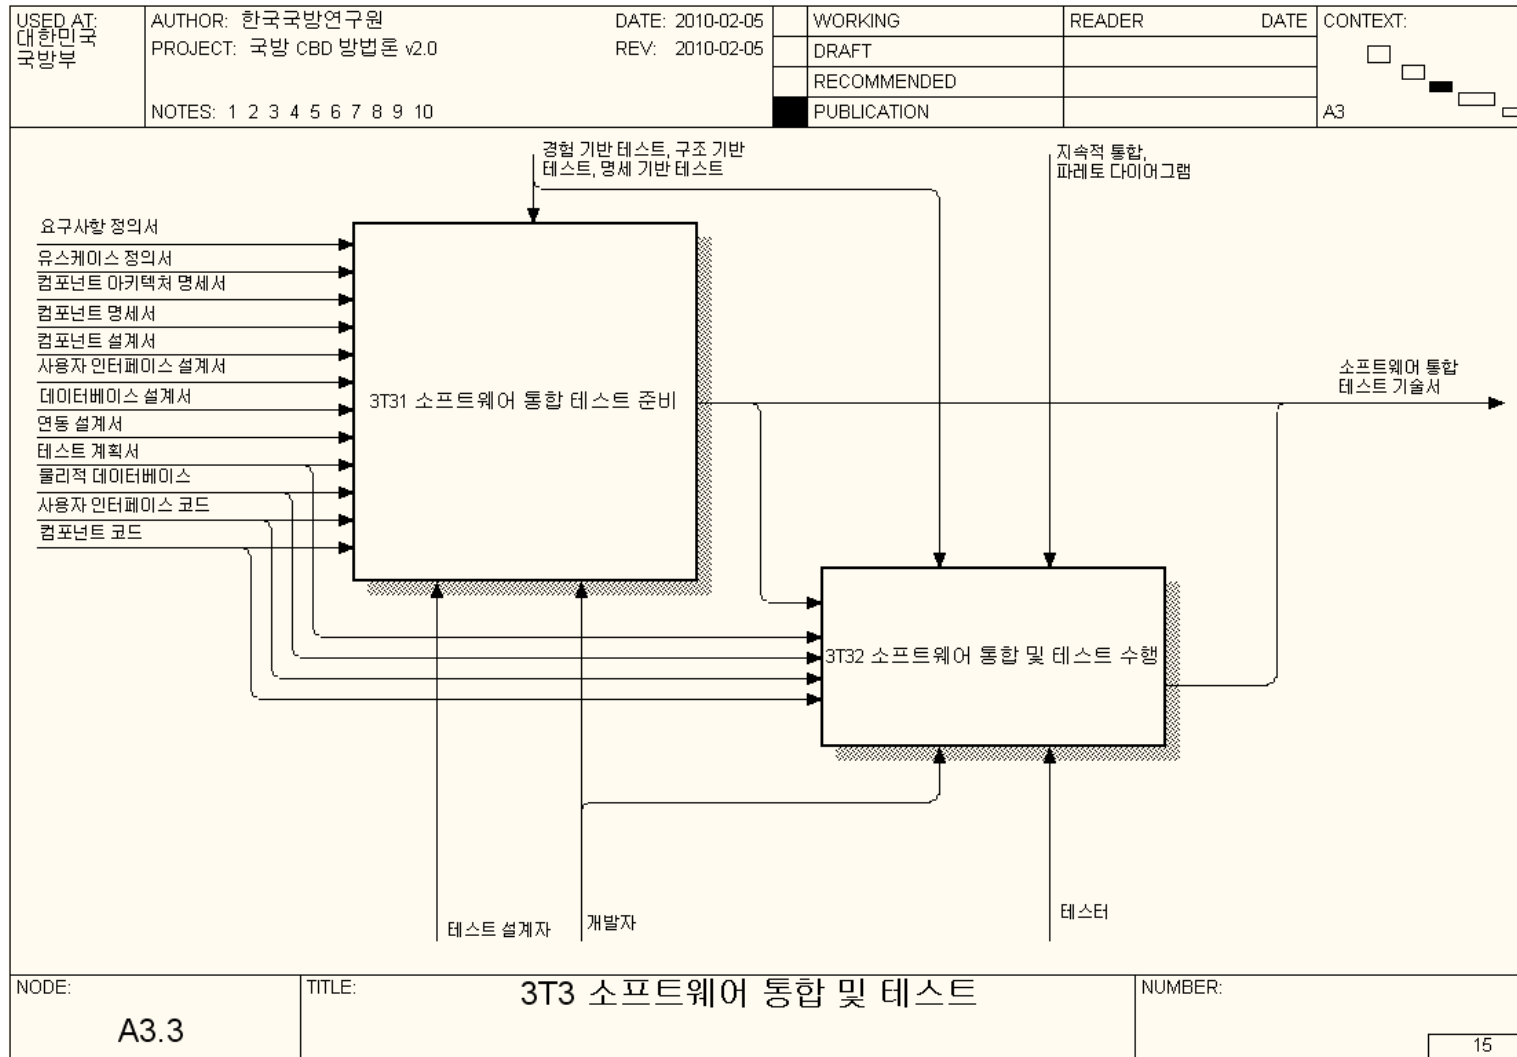 USED AT:
대한민국
국방부
AUTHOR: 한국국방연구원
DATE: 2010-02-05
PROJECT: 국방 CBD 방법론 v2.0
REV: 2010-02-05
NOTES: 1 2 3 4 5 6 7 8 9 10
WORKING
DRAFT
RECOMMENDED
PUBLICATION
READER
DATE
CONTEXT:
A3
경험 기반 테스트, 구조 기반
테스트, 명세 기반 테스트
지속적 통합,
파레토 다이어그램
요구사항 정의서
유스케이스 정의서
컴포넌트 아키텍처 명세서
컴포넌트 명세서
컴포넌트 설계서
사용자 인터페이스 설계서
데이터베이스 설계서
연동 설계서
테스트 계획서
물리적 데이터베이스
사용자 인터페이스 코드
컴포넌트 코드
3T31 소프트웨어 통합 테스트 준비
소프트웨어 통합
테스트 기술서
3T32 소프트웨어 통합 및 테스트 수행
테스트 설계자
개발자
테스터
NODE:
A3.3
TITLE:
3T3 소프트웨어 통합 및 테스트
NUMBER:
15